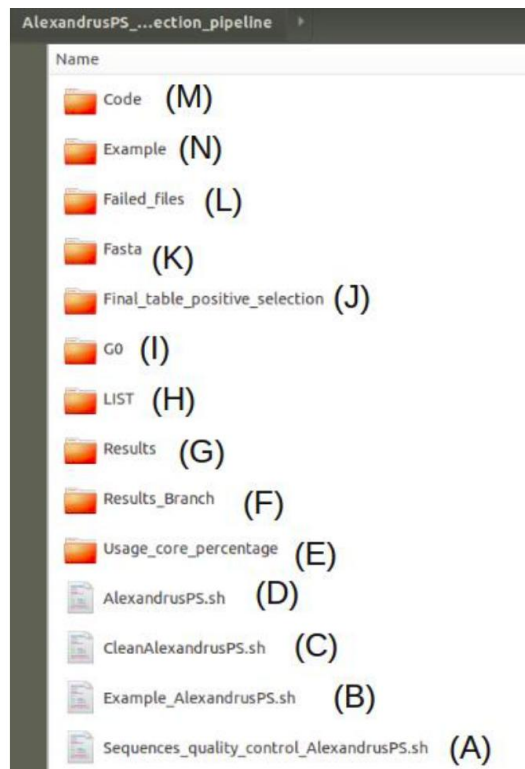 AlexandrusPS_...ection_pipeline
Name
Code (M)
Example (N)
Failed_files (L)
Fasta (K)
Final_table_positive_selection (J)
G0 (I)
LIST (H)
Results (G)
Results_Branch (F)
Usage_core_percentage (E)
AlexandrusPS.sh (D)
CleanAlexandrusPS.sh (C)
Example_AlexandrusPS.sh (B)
Sequences_quality_control_AlexandrusPS.sh (A)